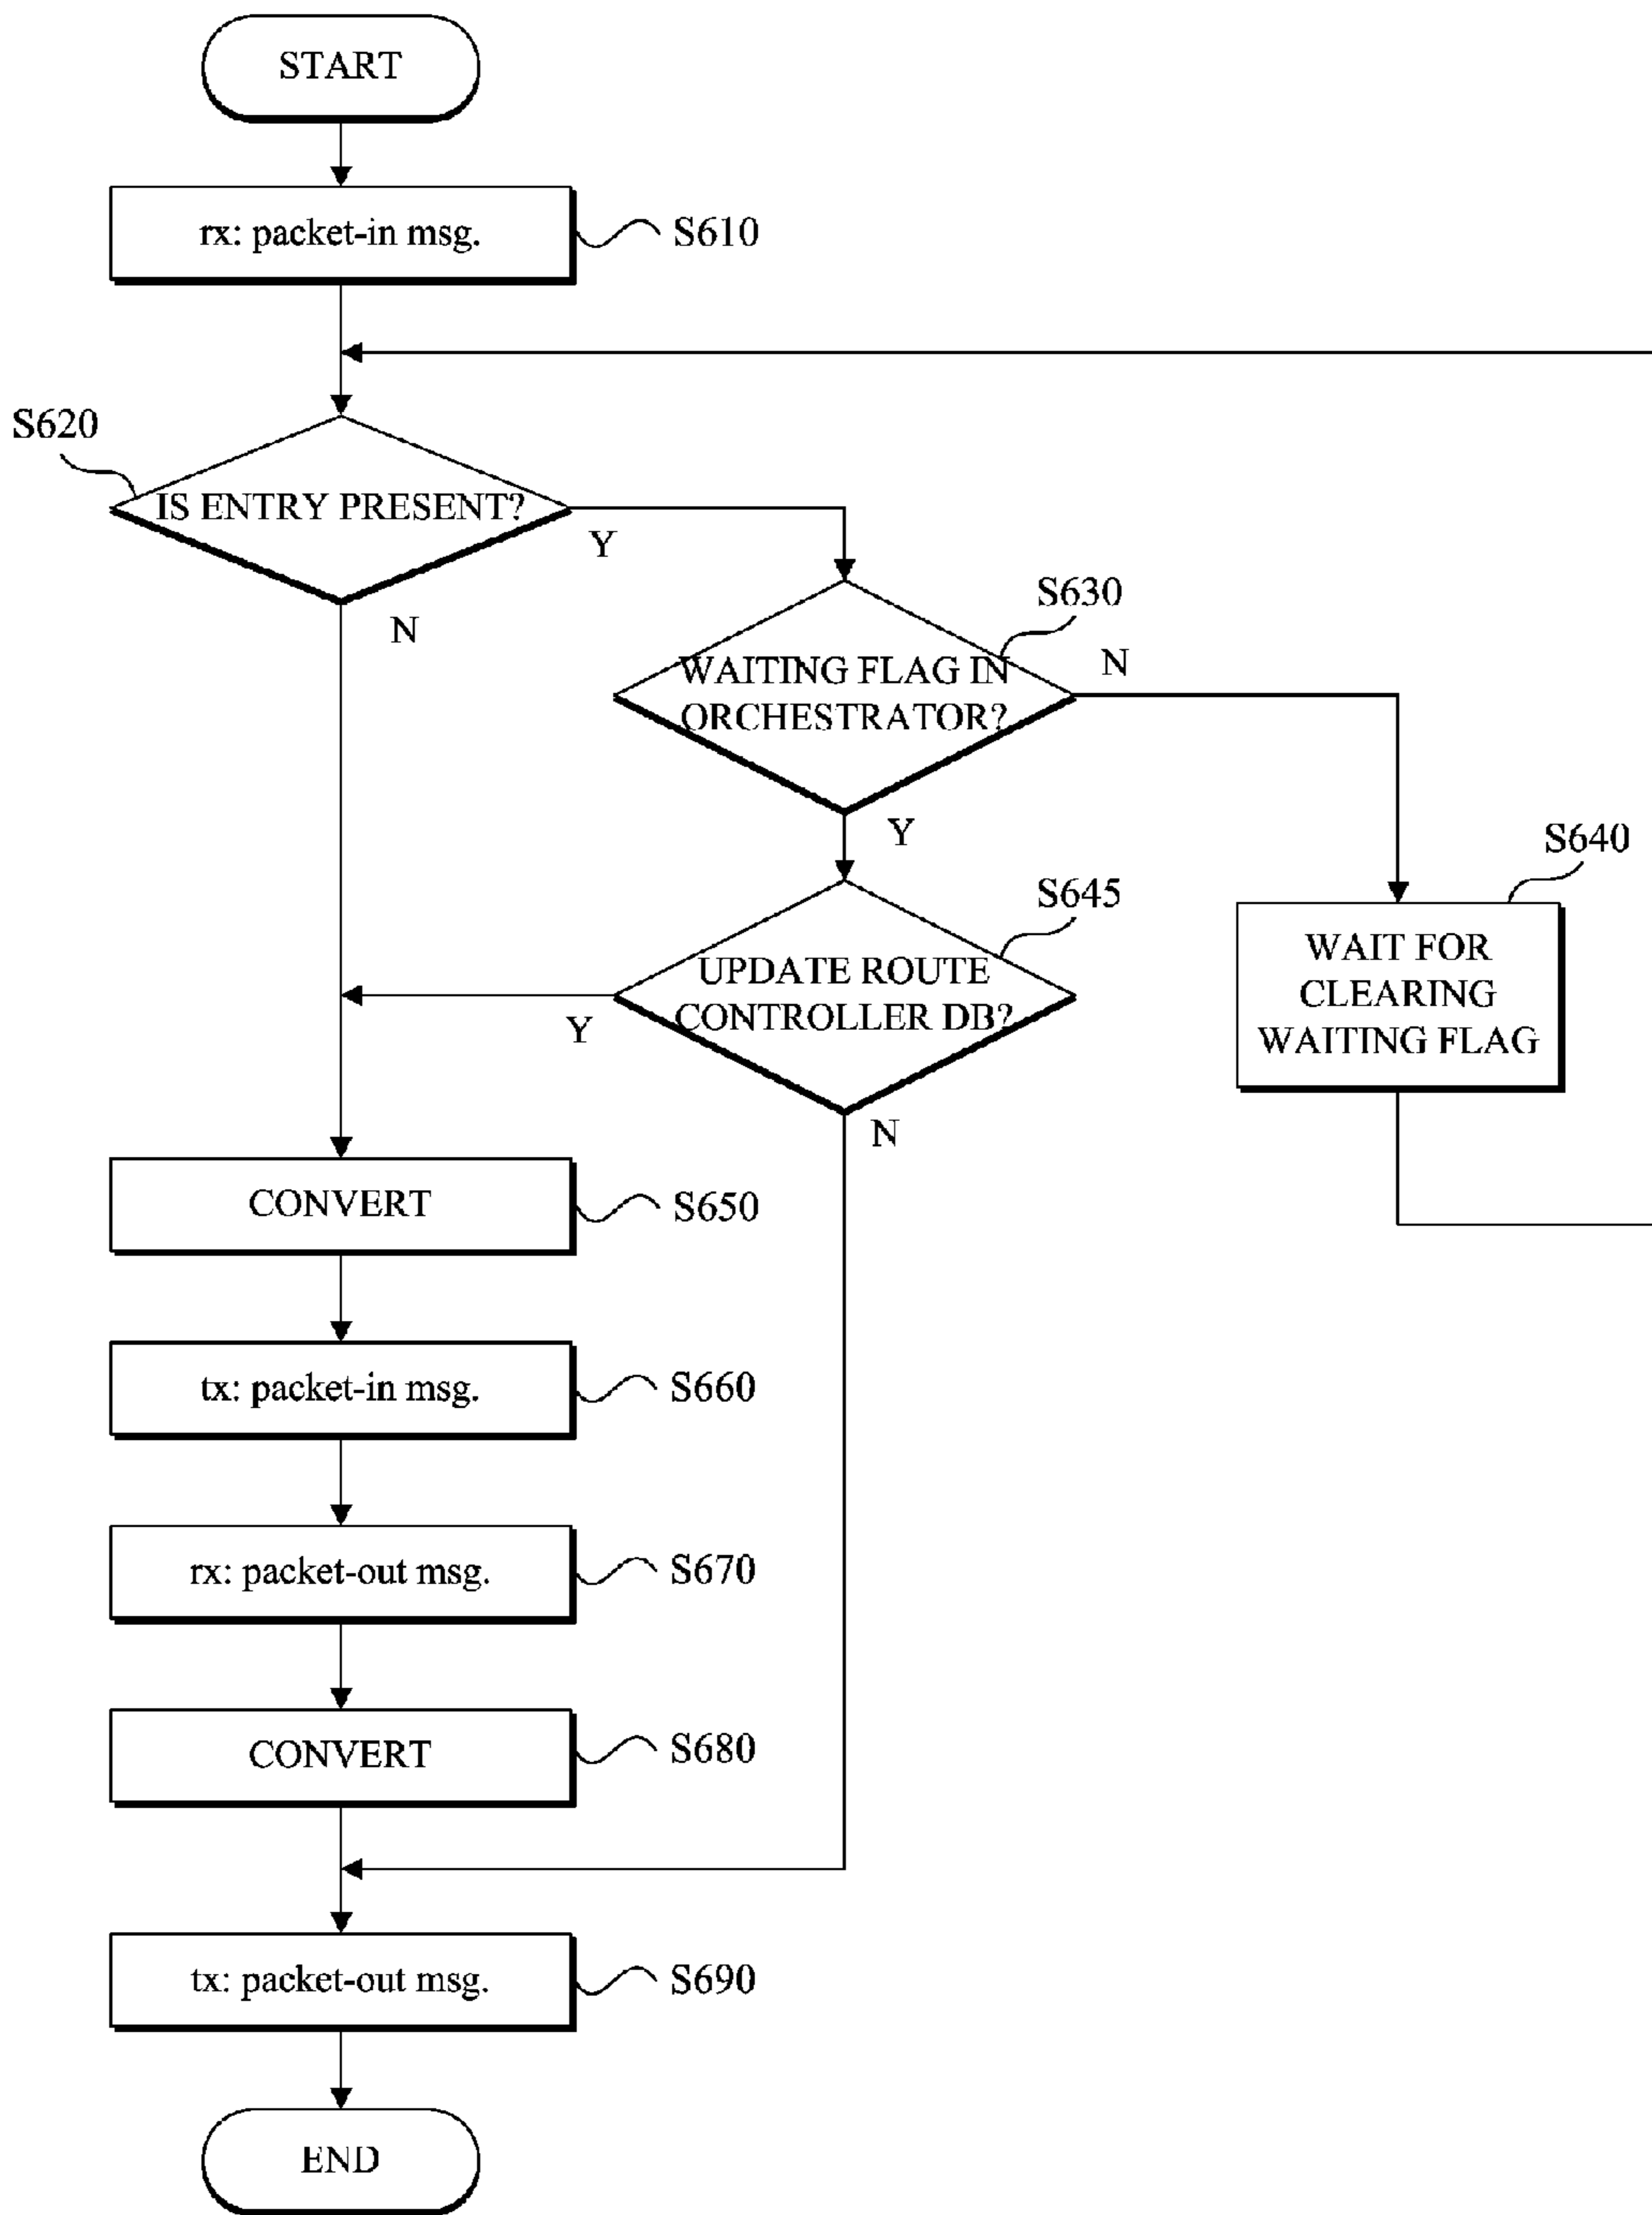 START
rx: packet-in msg.
S610
S620
IS ENTRY PRESENT?
Y
N
S630
WAITING FLAG IN
ORCHESTRATOR?
N
Y
S640
WAIT FOR
CLEARING
WAITING FLAG
S645
UPDATE ROUTE
CONTROLLER DB?
Y
N
CONVERT
S650
tx: packet-in msg.
S660
rx: packet-out msg.
S670
CONVERT
S680
tx: packet-out msg.
S690
END